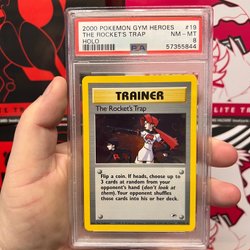 2000 POKEMON GYM HEROES #19
THE ROCKET'S TRAP NM-MT
HOLO 8
PSA 57355844
TRAINER
The Rocket's Trap
Flip a coin. If heads, choose up to
3 cards at random from your
opponent's hand (don't look at
them). Your opponent shuffles
those cards into his or her deck.